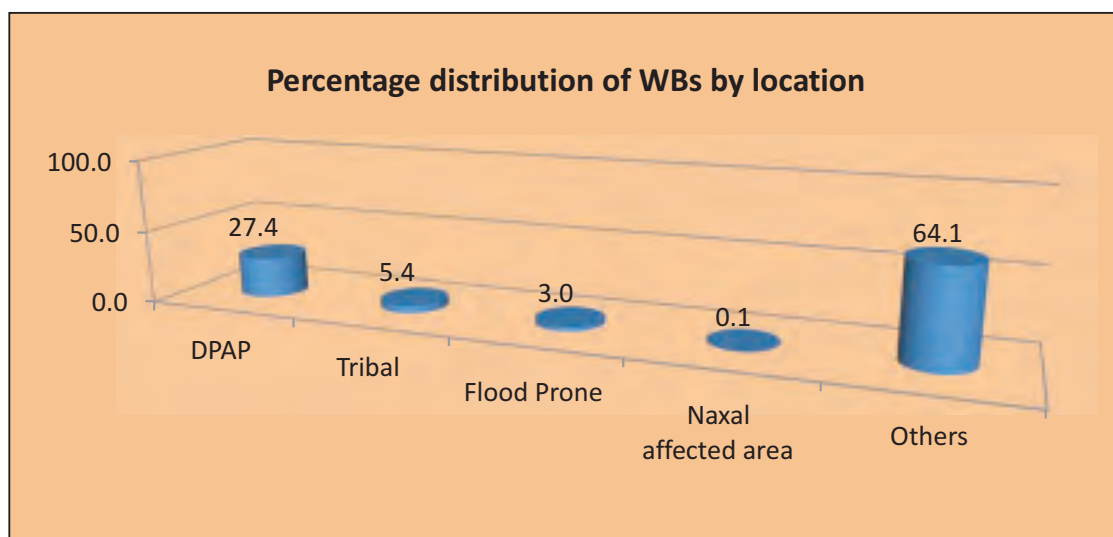 Percentage distribution of WBs by location
100.0
50.0
0.0
27.4
5.4
3.0
0.1
64.1
DPAP
Tribal
Flood Prone
Naxal
affected area
Others